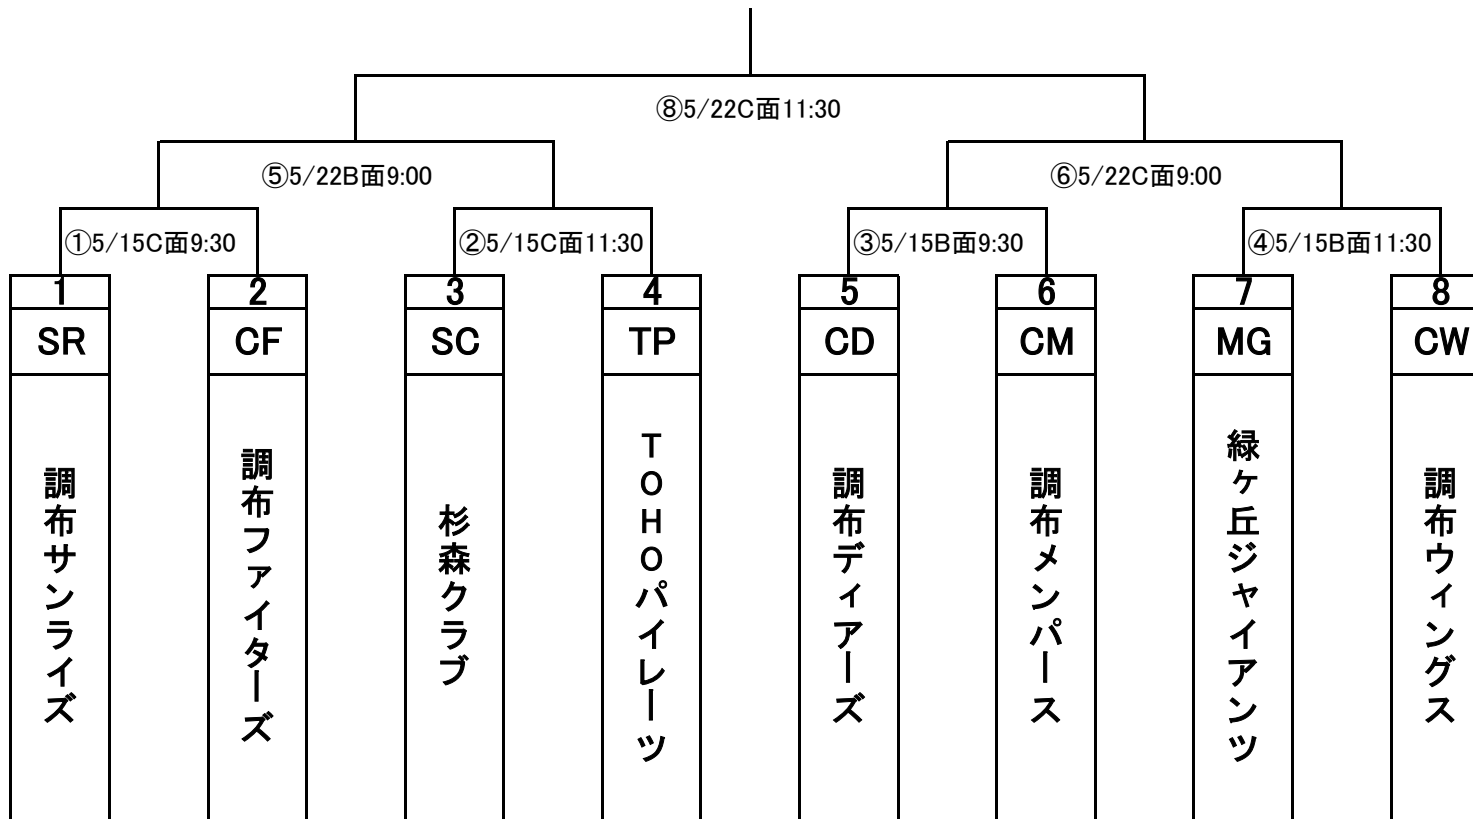 ⑧5/22C面11:30
⑤5/22B面9:00
⑥5/22C面9:00
①5/15C面9:30
②5/15C面11:30
③5/15B面9:30
④5/15B面11:30
1
2
3
4
5
6
7
8
SR
CF
SC
TP
CD
CM
MG
CW
調布サンライズ
調布ファイターズ
杉森クラブ
TOHOパイレーツ
調布ディアーズ
調布メンパース
緑ヶ丘ジャイアンツ
調布ウィングス